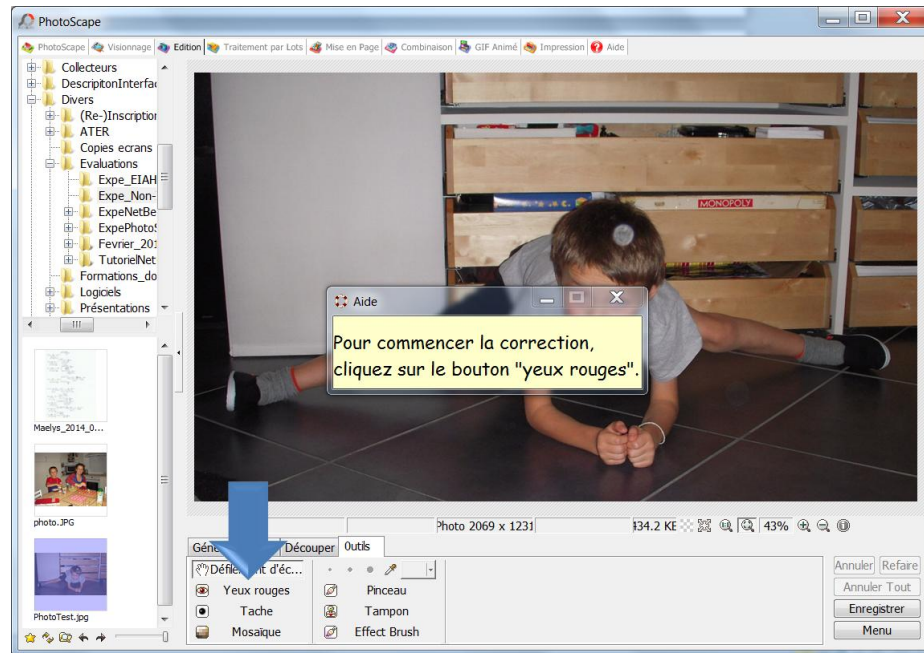 PhotoScape
PhotoScape Visionnage Edition Traitement par Lots Mise en Page Combinaison GIF Animé Impression Aide
Collecteurs
DescripitonInterfac
Divers
(Re-)Inscription
ATER
Copies ecrans
Evaluations
Expe_EIAH
Expe_Non-
ExpeNetBe
ExpePhotoS
Fevrier_201
TutorielNet
Formations_do
Logiciels
Présentations
MONOPOLY
Aide
Pour commencer la correction,
cliquez sur le bouton "yeux rouges".
Maelys_2014_0...
photo.JPG
PhotoTest.jpg
Photo 2069 x 1231
434.2 KE
43%
Découper Outils
Yeux rouges
Tache
Mosaïque
Pinceau
Tampon
Effect Brush
Annuler Refaire
Annuler Tout
Enregistrer
Menu